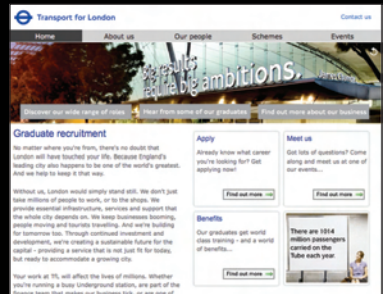 Transport for London
Contact us
Home
About us
Our people
Schemes
Events
big results
require big ambitions.
Discover our wide range of roles
Hear from some of our graduates
Find out more about our business
Graduate recruitment
No matter where you're from, there's no doubt that
London will have touched your life. Because England's
leading city also happens to be one of the world's greatest.
And we help to keep it that way.
Without us, London would simply stand still. We don't just
take millions of people to work, or to the shops. We
provide essential infrastructure, services and support that
the whole city depends on. We keep businesses booming,
people moving and tourists travelling. And we're building
for tomorrow too. Through continued investment and
development, we're creating a sustainable future for the
capital - providing a service that is not just fit for today,
but ready to accommodate a growing city.
Your work at TfL will affect the lives of millions. Whether
you're running a busy Underground station, are part of the
finance team that makes our business tick, or are one of
Apply
Already know what career
you're looking for? Get
applying now!
Find out more
Meet us
Got lots of questions? Come
along and meet us at one of
our events...
Find out more
Benefits
Our graduates get world
class training - and a world
of benefits...
Find out more
There are 1014
million passengers
carried on the
Tube each year.